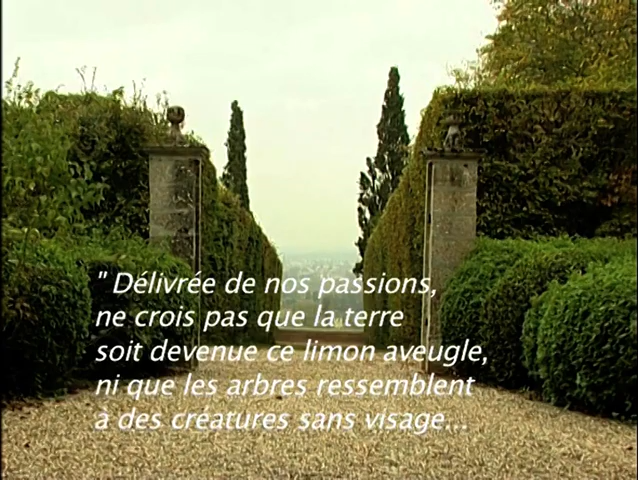 " Délivrée de nos passions,
ne crois pas que la terre
soit devenue ce limon aveugle,
ni que les arbres ressemblent
à des créatures sans visage...